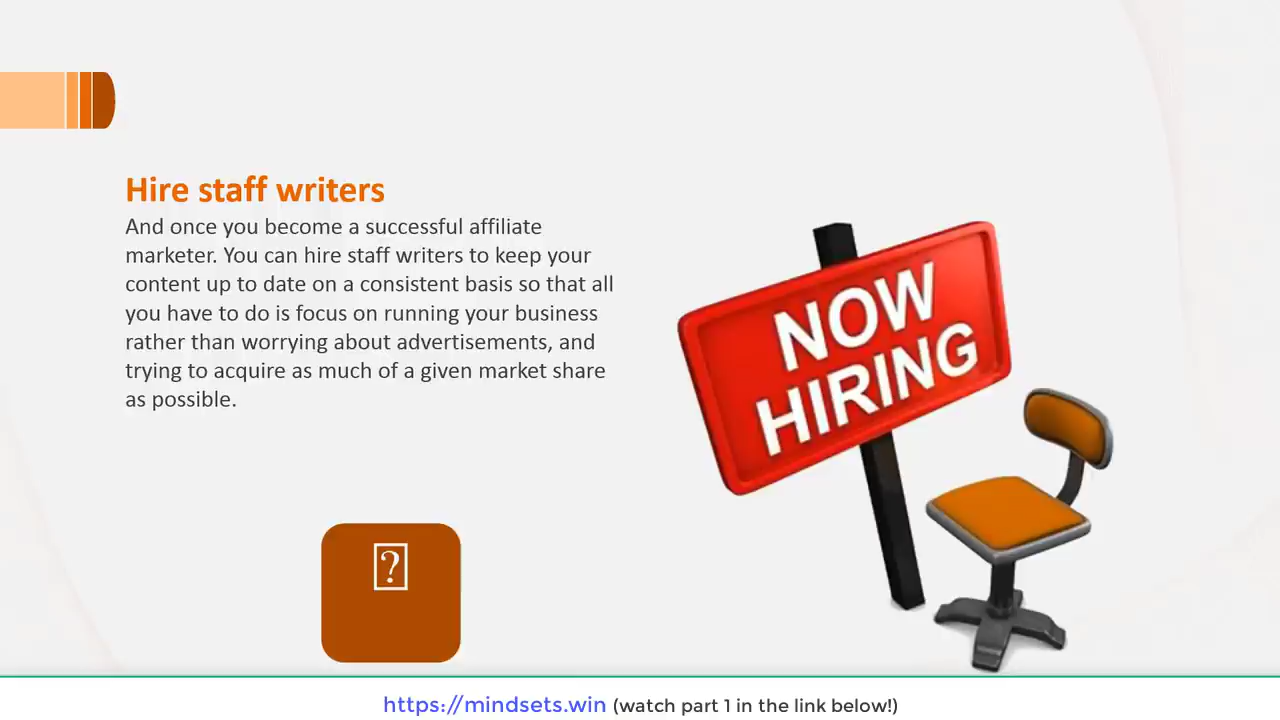 Hire staff writers
And once you become a successful affiliate
marketer. You can hire staff writers to keep your
content up to date on a consistent basis so that all
you have to do is focus on running your business
rather than worrying about advertisements, and
trying to acquire as much of a given market share
as possible.
NOW
HIRING
?
https://mindsets.win (watch part 1 in the link below!)